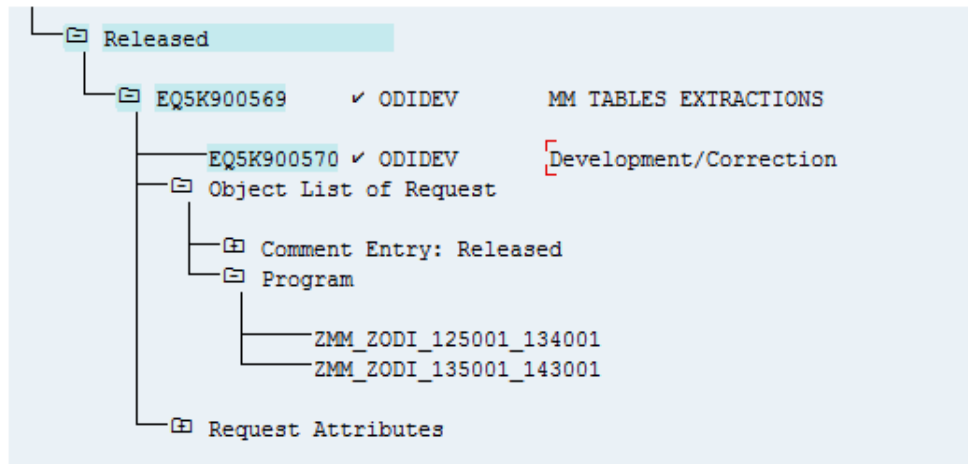 Released
EQ5K900569 ✔ ODIDEV MM TABLES EXTRACTIONS
EQ5K900570 ✔ ODIDEV Development/Correction
Object List of Request
Comment Entry: Released
Program
ZMM_ZODI_125001_134001
ZMM_ZODI_135001_143001
Request Attributes